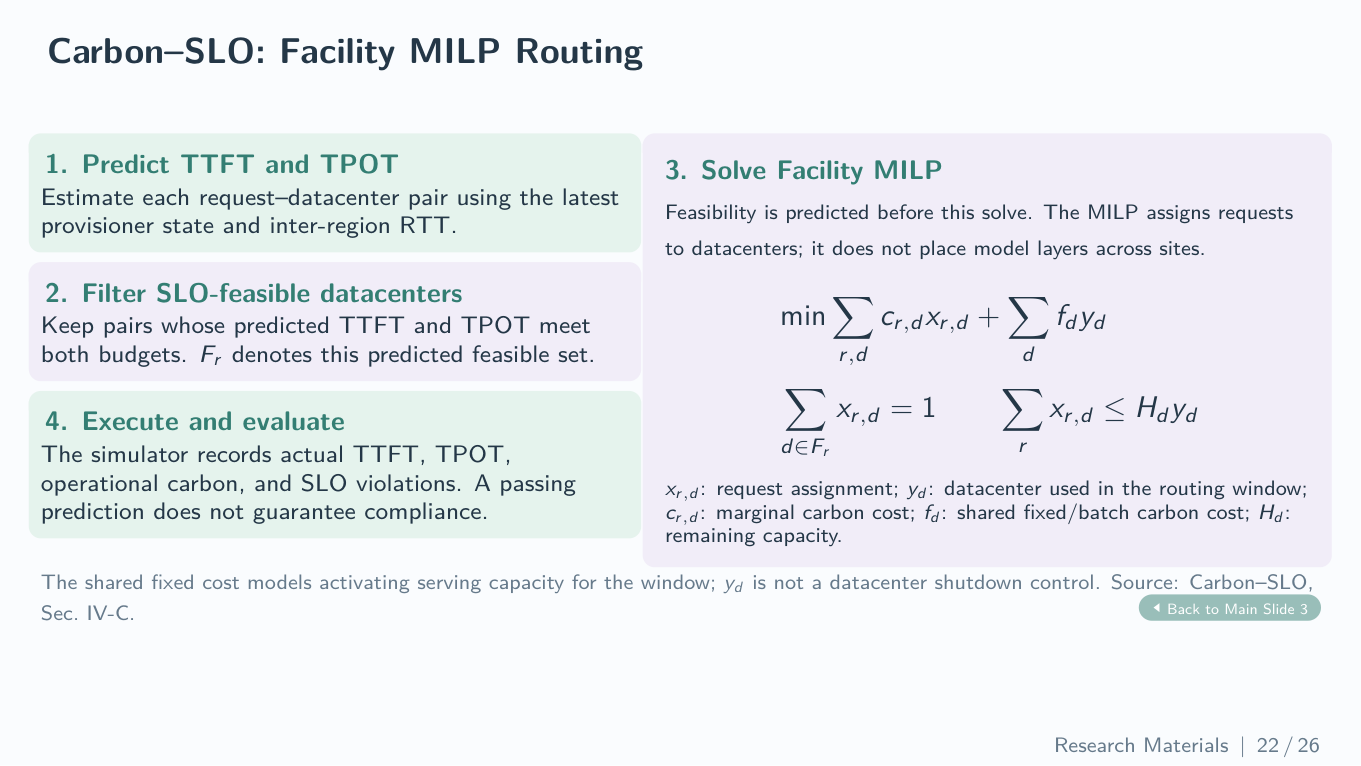 Carbon–SLO: Facility MILP Routing
1. Predict TTFT and TPOT
Estimate each request–datacenter pair using the latest
provisioner state and inter-region RTT.
2. Filter SLO-feasible datacenters
Keep pairs whose predicted TTFT and TPOT meet
both budgets. F_r denotes this predicted feasible set.
4. Execute and evaluate
The simulator records actual TTFT, TPOT,
operational carbon, and SLO violations. A passing
prediction does not guarantee compliance.
3. Solve Facility MILP
Feasibility is predicted before this solve. The MILP assigns requests
to datacenters; it does not place model layers across sites.
min ∑_{r,d} c_{r,d} x_{r,d} + ∑_d f_d y_d
∑_{d∈F_r} x_{r,d} = 1 ∑_r x_{r,d} ≤ H_d y_d
x_{r,d}: request assignment; y_d: datacenter used in the routing window;
c_{r,d}: marginal carbon cost; f_d: shared fixed/batch carbon cost; H_d:
remaining capacity.
The shared fixed cost models activating serving capacity for the window; y_d is not a datacenter shutdown control. Source: Carbon–SLO,
Sec. IV-C.
Back to Main Slide 3
Research Materials | 22 / 26